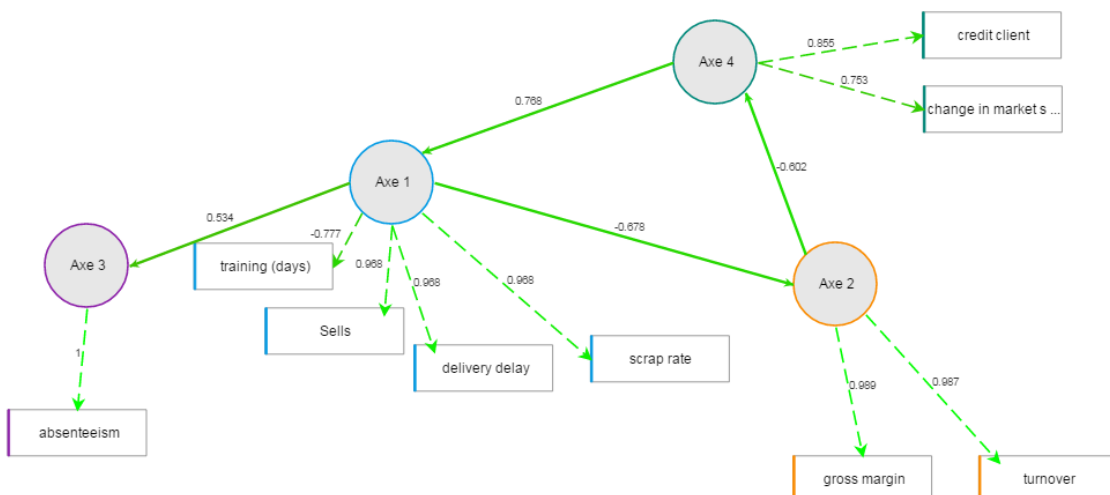 credit client
0.855
Axe 4
0.753
change in market s ...
0.768
-0.602
Axe 1
0.534
-0.678
-0.777
training (days)
Axe 3
0.968
0.968
0.968
Axe 2
Sells
scrap rate
delivery delay
1
0.989
0.987
absenteeism
gross margin
turnover